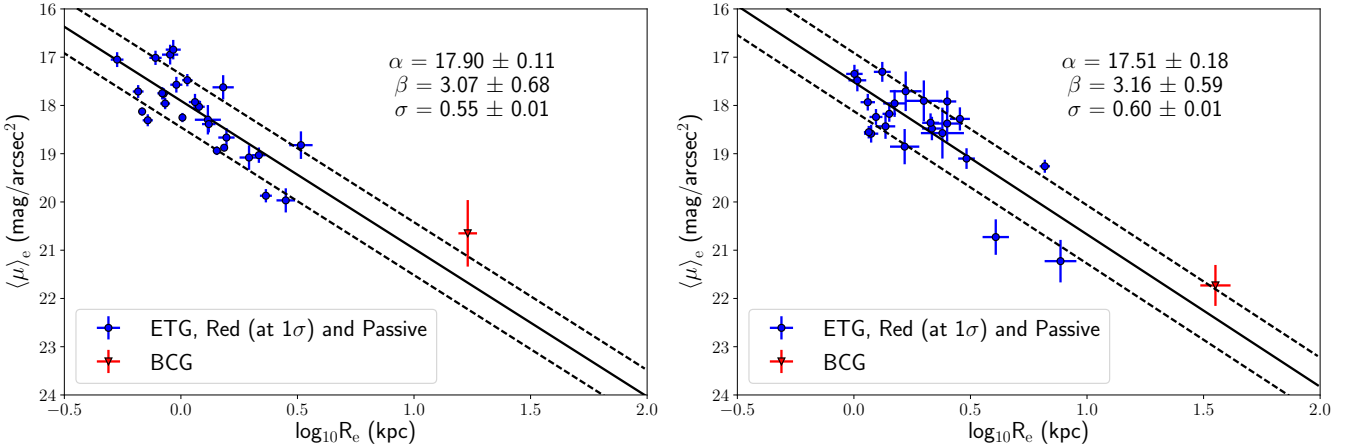 16
17
18
19
20
21
22
23
24
−0.5
0.0
0.5
1.0
1.5
2.0
⟨μ⟩e (mag/arcsec²)
log₁₀Rₑ (kpc)
α = 17.90 ± 0.11
β = 3.07 ± 0.68
σ = 0.55 ± 0.01
ETG, Red (at 1σ) and Passive
BCG
16
17
18
19
20
21
22
23
24
−0.5
0.0
0.5
1.0
1.5
2.0
⟨μ⟩e (mag/arcsec²)
log₁₀Rₑ (kpc)
α = 17.51 ± 0.18
β = 3.16 ± 0.59
σ = 0.60 ± 0.01
ETG, Red (at 1σ) and Passive
BCG